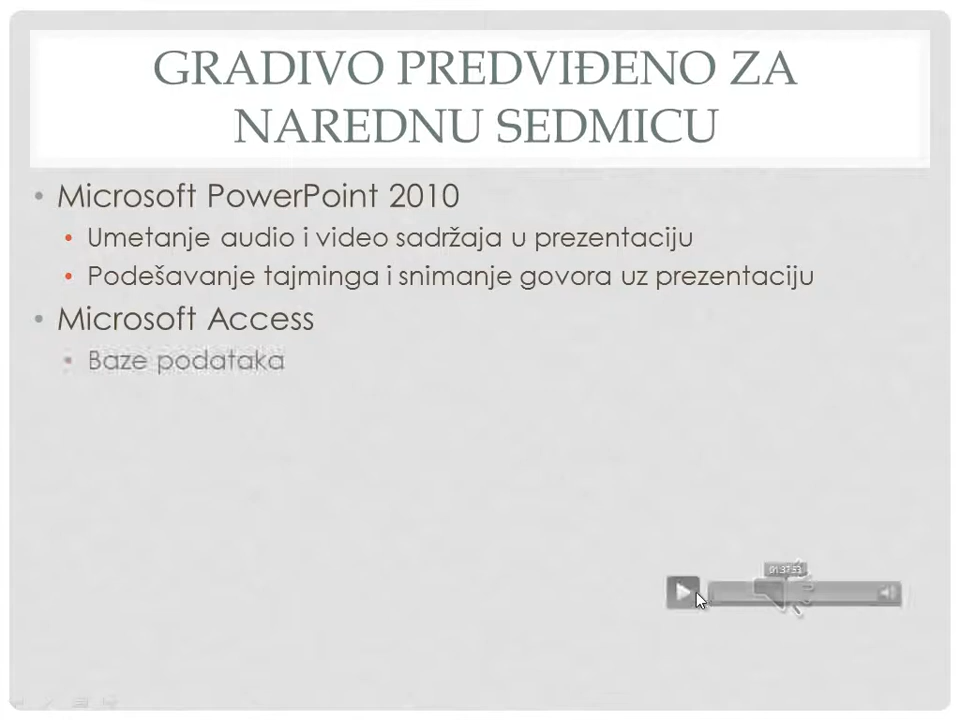 GRADIVO PREDVIĐENO ZA
NAREDNU SEDMICU
• Microsoft PowerPoint 2010
• Umetanje audio i video sadržaja u prezentaciju
• Podešavanje tajminga i snimanje govora uz prezentaciju
• Microsoft Access
• Baze podataka